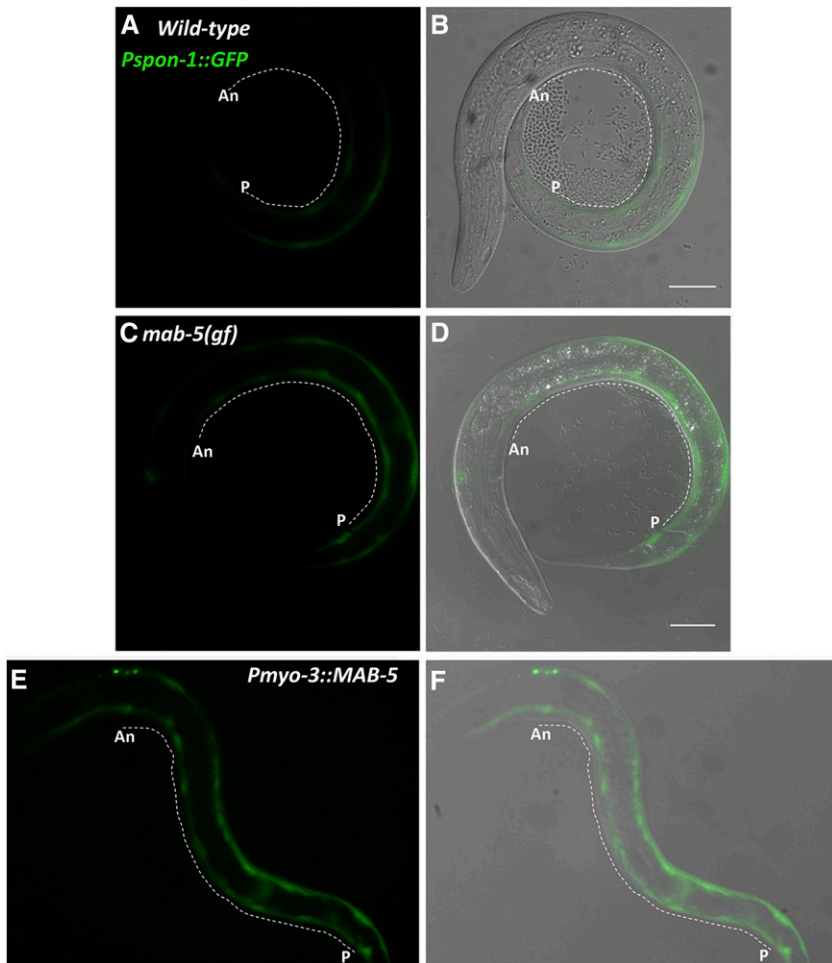 A Wild-type
Pspon-1::GFP
An
P
B
An
P
C mab-5(gf)
An
P
D
An
P
E Pmyo-3::MAB-5
An
P
F
An
P